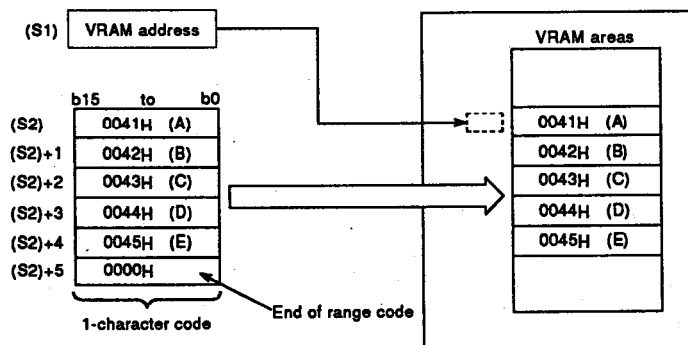 (S1) VRAM address
VRAM areas
b15 to b0
(S2) 0041H (A)
(S2)+1 0042H (B)
(S2)+2 0043H (C)
(S2)+3 0044H (D)
(S2)+4 0045H (E)
(S2)+5 0000H
0041H (A)
0042H (B)
0043H (C)
0044H (D)
0045H (E)
End of range code
1-character code